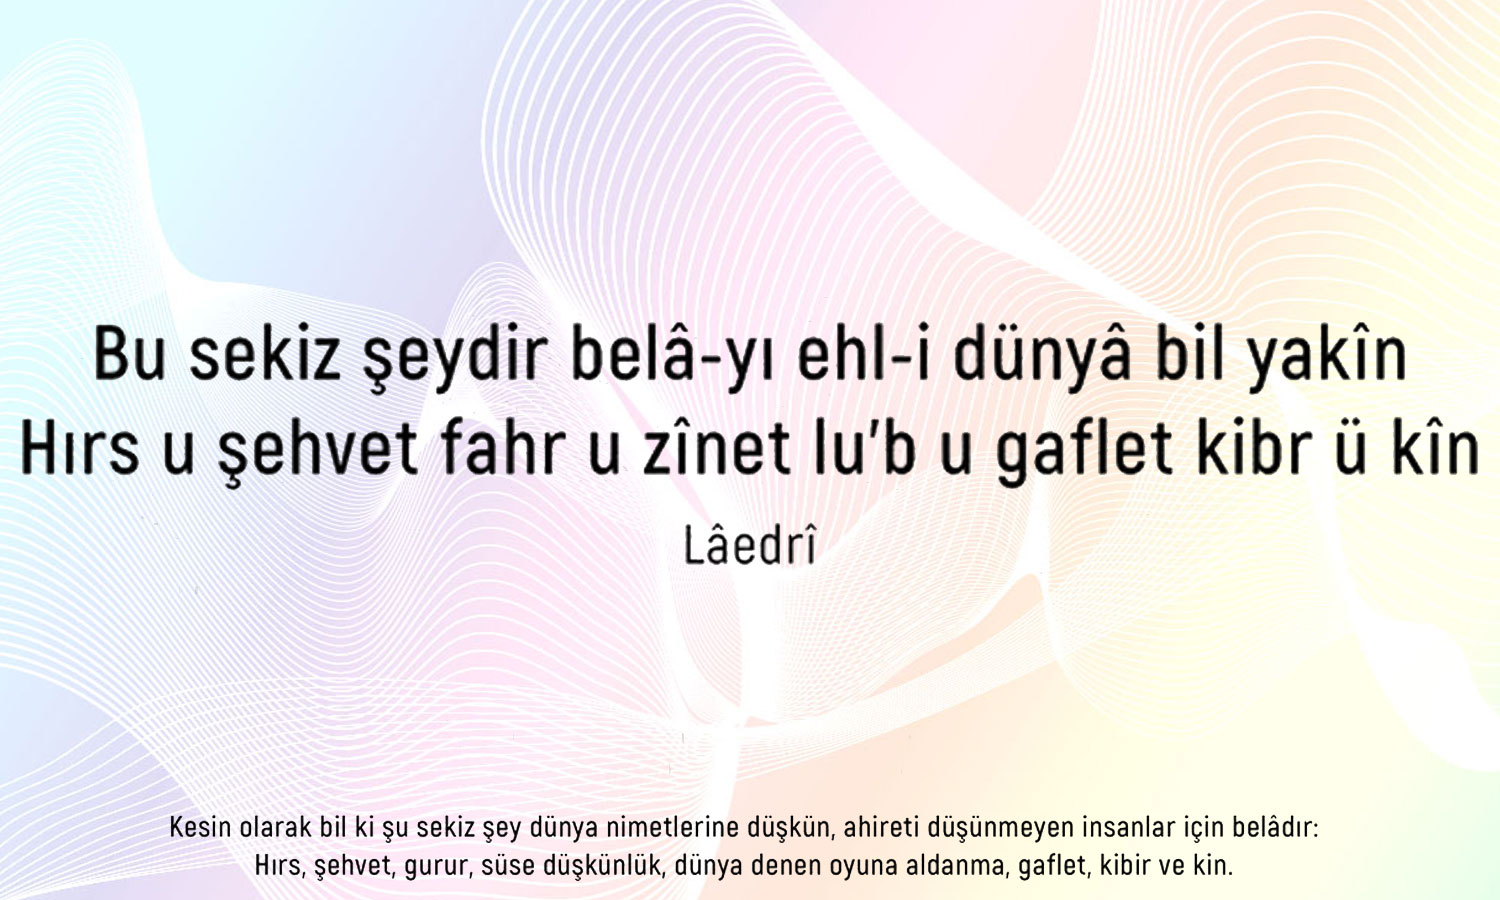 Bu sekiz şeydir belâ-yı ehl-i dünyâ bil yakîn
Hırs u şehvet fahr u zînet lu’b u gaflet kibr ü kîn
Lâedrî
Kesin olarak bil ki şu sekiz şey dünya nimetlerine düşkün, ahireti düşünmeyen insanlar için belâdır:
Hırs, şehvet, gurur, süse düşkünlük, dünya denen oyuna aldanma, gaflet, kibir ve kin.